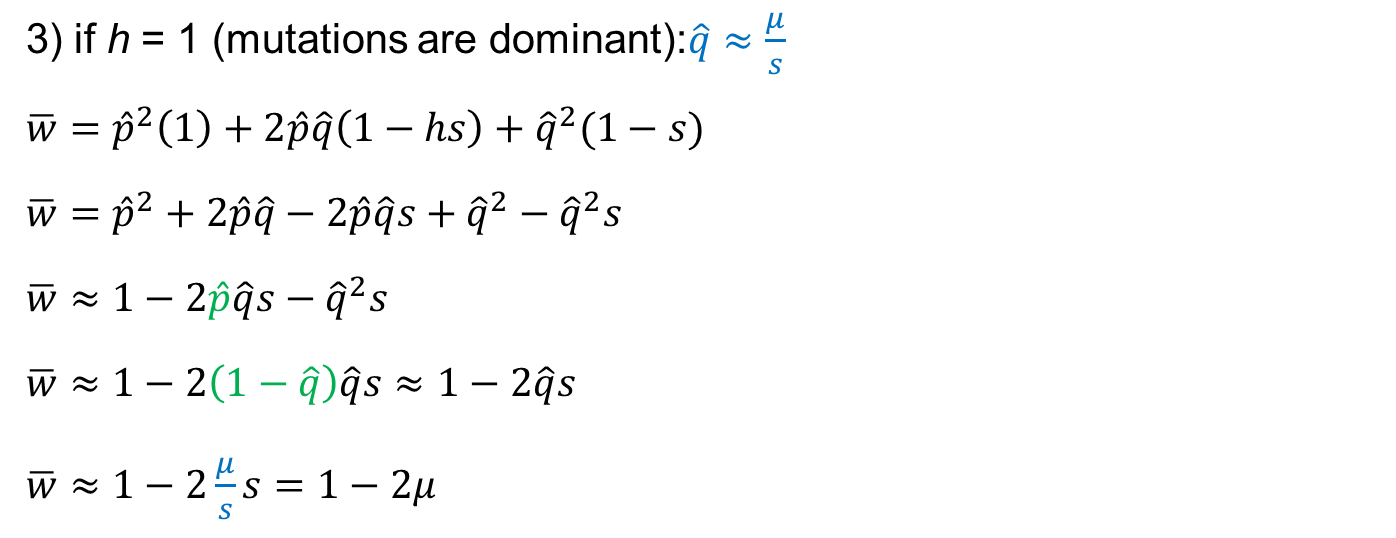 3) if h = 1 (mutations are dominant): q̂ ≈ μ/s
w̅ = p̂²(1) + 2p̂q̂(1 − hs) + q̂²(1 − s)
w̅ = p̂² + 2p̂q̂ − 2p̂q̂s + q̂² − q̂²s
w̅ ≈ 1 − 2p̂q̂s − q̂²s
w̅ ≈ 1 − 2(1 − q̂)q̂s ≈ 1 − 2q̂s
w̅ ≈ 1 − 2 μ/s s = 1 − 2μ